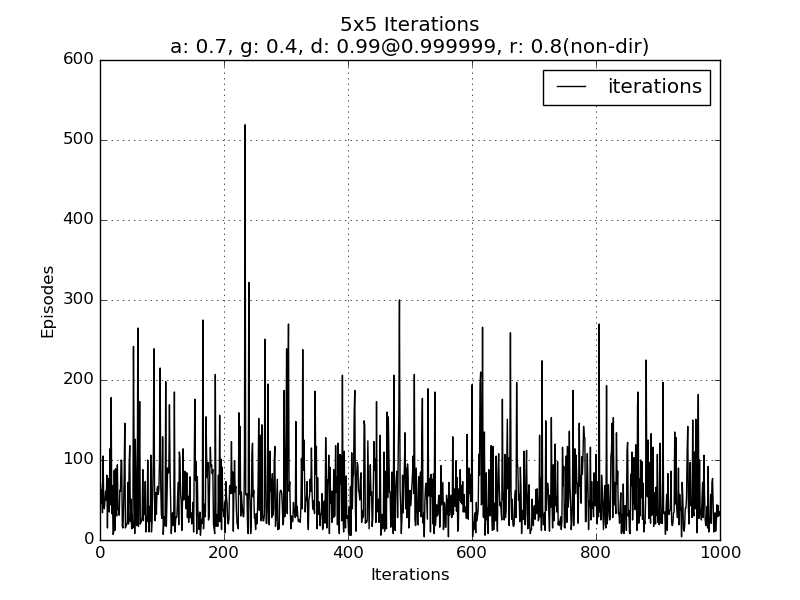 5x5 Iterations
a: 0.7, g: 0.4, d: 0.99@0.999999, r: 0.8(non-dir)
600
iterations
500
400
Episodes
300
200
100
0
0 200 400 600 800 1000
Iterations